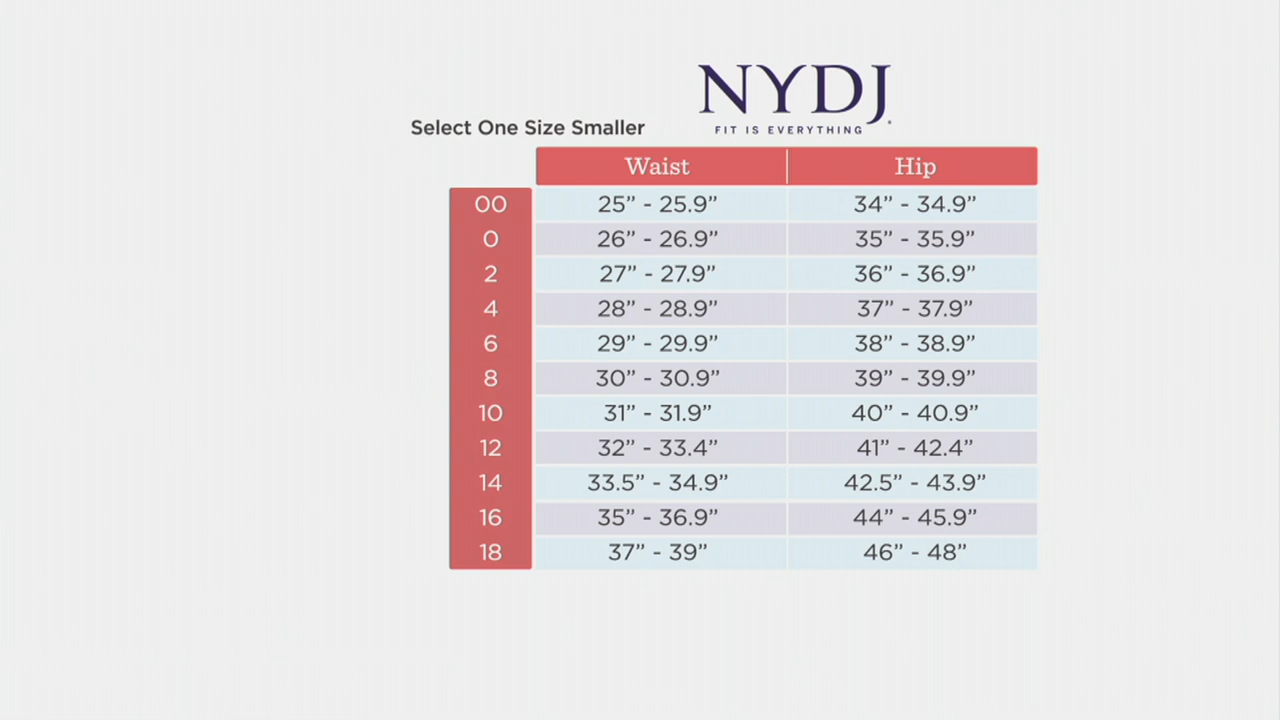 NYDJ
FIT IS EVERYTHING
Select One Size Smaller
Waist Hip
00 25” - 25.9” 34” - 34.9”
0 26” - 26.9” 35” - 35.9”
2 27” - 27.9” 36” - 36.9”
4 28” - 28.9” 37” - 37.9”
6 29” - 29.9” 38” - 38.9”
8 30” - 30.9” 39” - 39.9”
10 31” - 31.9” 40” - 40.9”
12 32” - 33.4” 41” - 42.4”
14 33.5” - 34.9” 42.5” - 43.9”
16 35” - 36.9” 44” - 45.9”
18 37” - 39” 46” - 48”